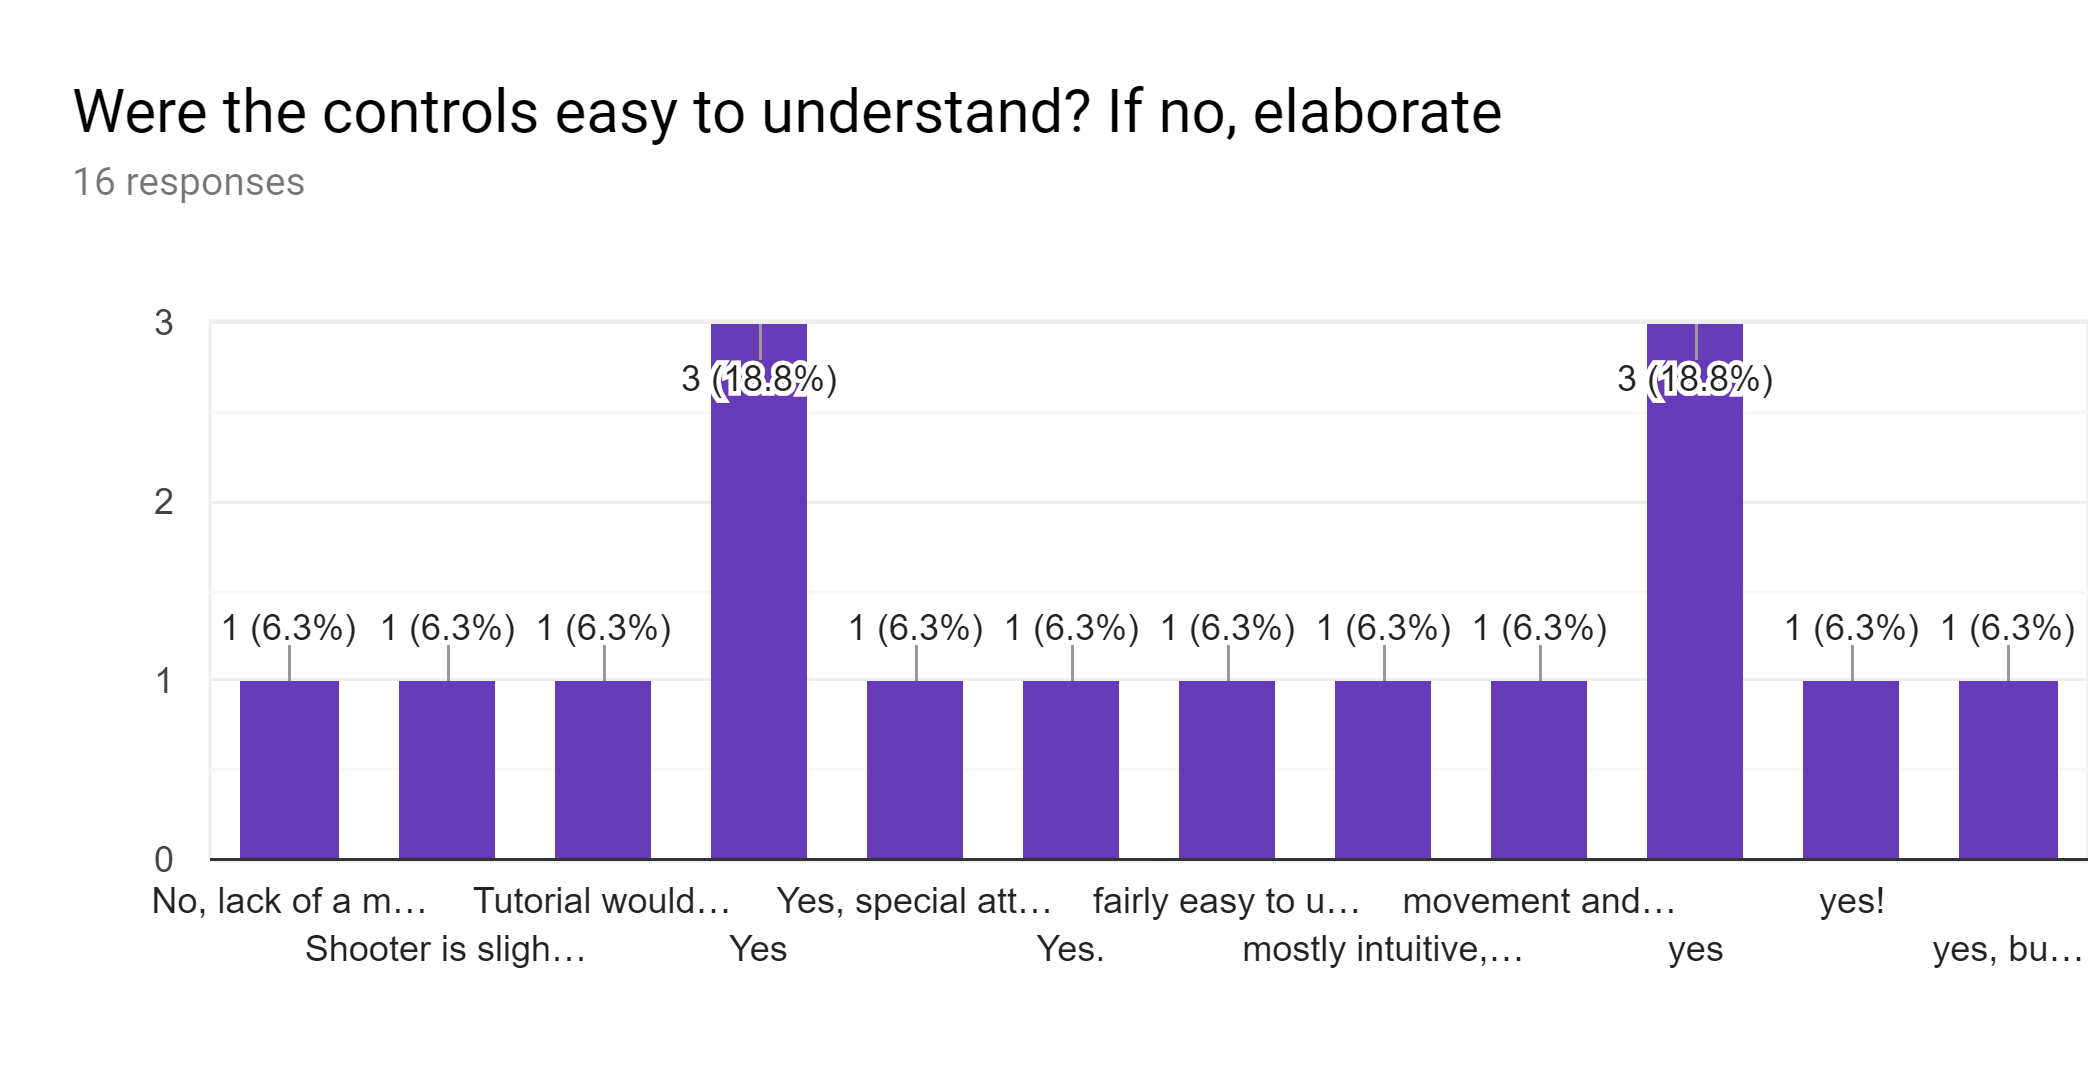 Were the controls easy to understand? If no, elaborate
16 responses
3
3 (18.8%)
3 (18.8%)
2
1 (6.3%)
1 (6.3%)
1 (6.3%)
1 (6.3%)
1 (6.3%)
1 (6.3%)
1 (6.3%)
1 (6.3%)
1 (6.3%)
1 (6.3%)
1
0
No, lack of a m…
Tutorial would…
Yes, special att…
fairly easy to u…
movement and…
yes!
Shooter is sligh…
Yes
Yes.
mostly intuitive,…
yes
yes, bu…